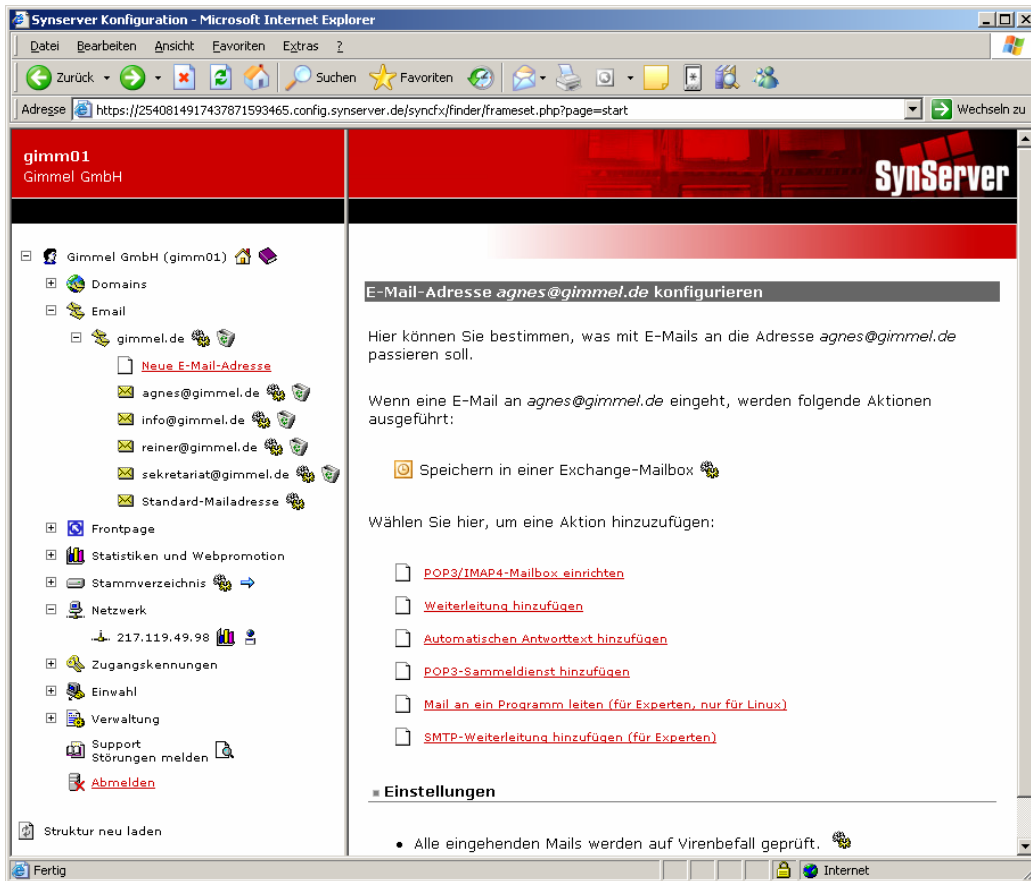 Synserver Konfiguration - Microsoft Internet Explorer
Datei Bearbeiten Ansicht Favoriten Extras ?
Zurück Suchen Favoriten
Adresse https://2540814917437871593465.config.synserver.de/syncfx/finder/frameset.php?page=start Wechseln zu
gimm01
Gimmel GmbH
SynServer
Gimmel GmbH (gimm01)
Domains
Email
gimmel.de
Neue E-Mail-Adresse
agnes@gimmel.de
info@gimmel.de
reiner@gimmel.de
sekretariat@gimmel.de
Standard-Mailadresse
Frontpage
Statistiken und Webpromotion
Stammverzeichnis
Netzwerk
217.119.49.98
Zugangskennungen
Einwahl
Verwaltung
Support
Störungen melden
Abmelden
Struktur neu laden
E-Mail-Adresse agnes@gimmel.de konfigurieren
Hier können Sie bestimmen, was mit E-Mails an die Adresse agnes@gimmel.de
passieren soll.
Wenn eine E-Mail an agnes@gimmel.de eingeht, werden folgende Aktionen
ausgeführt:
Speichern in einer Exchange-Mailbox
Wählen Sie hier, um eine Aktion hinzuzufügen:
POP3/IMAP4-Mailbox einrichten
Weiterleitung hinzufügen
Automatischen Antworttext hinzufügen
POP3-Sammeldienst hinzufügen
Mail an ein Programm leiten (für Experten, nur für Linux)
SMTP-Weiterleitung hinzufügen (für Experten)
Einstellungen
• Alle eingehenden Mails werden auf Virenbefall geprüft.
Fertig
Internet